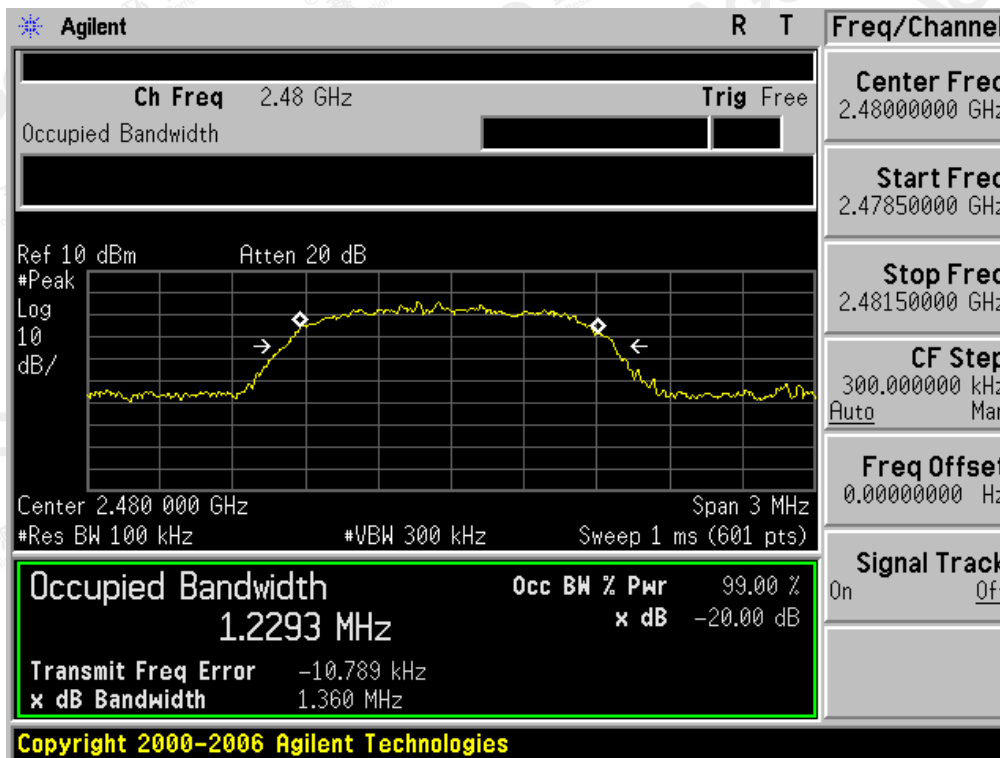 Agilent R T Freq/Channel
Ch Freq 2.48 GHz Trig Free
Occupied Bandwidth
Center Freq
2.48000000 GHz
Start Freq
2.47850000 GHz
Stop Freq
2.48150000 GHz
CF Step
300.000000 kHz
Auto Man
Freq Offset
0.00000000 Hz
Signal Track
On Off
Ref 10 dBm Atten 20 dB
#Peak
Log
10
dB/
Center 2.480 000 GHz Span 3 MHz
#Res BW 100 kHz #VBW 300 kHz Sweep 1 ms (601 pts)
Occupied Bandwidth Occ BW % Pwr 99.00 %
1.2293 MHz x dB -20.00 dB
Transmit Freq Error -10.789 kHz
x dB Bandwidth 1.360 MHz
Copyright 2000-2006 Agilent Technologies